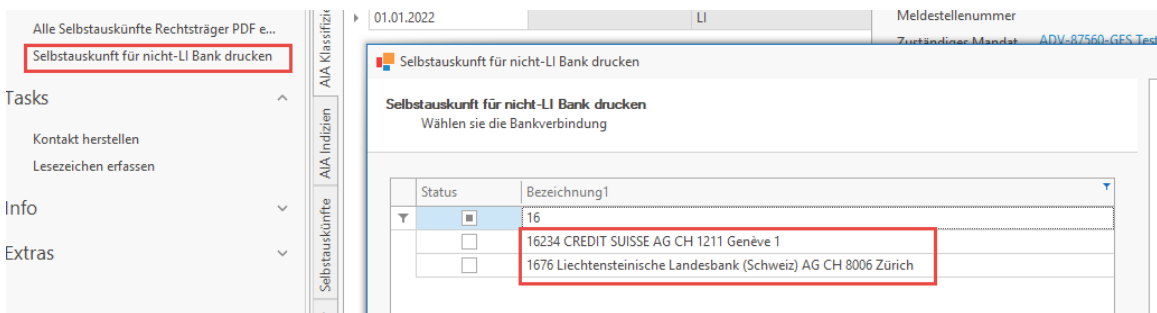 Alle Selbstauskünfte Rechtsträger PDF e...
Selbstauskunft für nicht-LI Bank drucken
Tasks
Kontakt herstellen
Lesezeichen erfassen
Info
Extras
AIA Klassifizie
AIA Indizien
Selbstauskünfte
01.01.2022
LI
Meldestellenummer
Zuständiges Mandat
ADV-87560-GFS Test
Selbstauskunft für nicht-LI Bank drucken
Selbstauskunft für nicht-LI Bank drucken
Wählen sie die Bankverbindung
Status
Bezeichnung1
16
16234 CREDIT SUISSE AG CH 1211 Genève 1
1676 Liechtensteinische Landesbank (Schweiz) AG CH 8006 Zürich